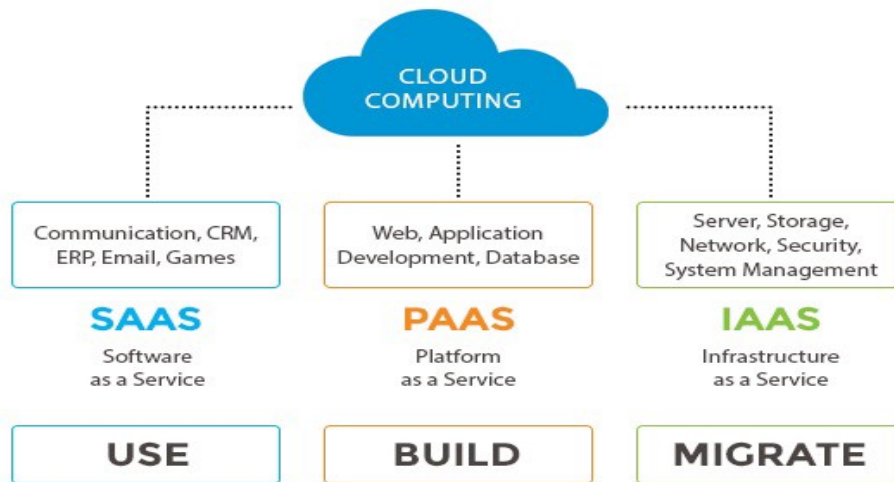 CLOUD
COMPUTING
Communication, CRM,
ERP, Email, Games
SAAS
Software
as a Service
USE
Web, Application
Development, Database
PAAS
Platform
as a Service
BUILD
Server, Storage,
Network, Security,
System Management
IAAS
Infrastructure
as a Service
MIGRATE